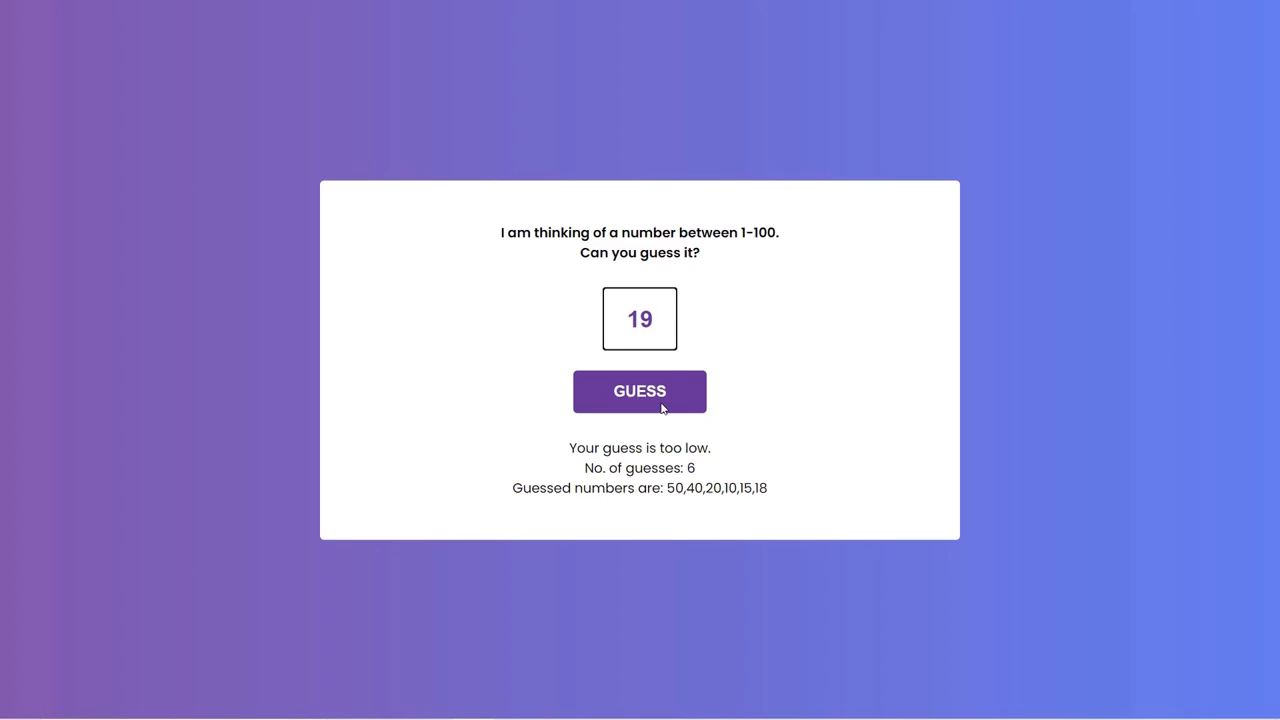 I am thinking of a number between 1-100.
Can you guess it?
19
GUESS
Your guess is too low.
No. of guesses: 6
Guessed numbers are: 50,40,20,10,15,18